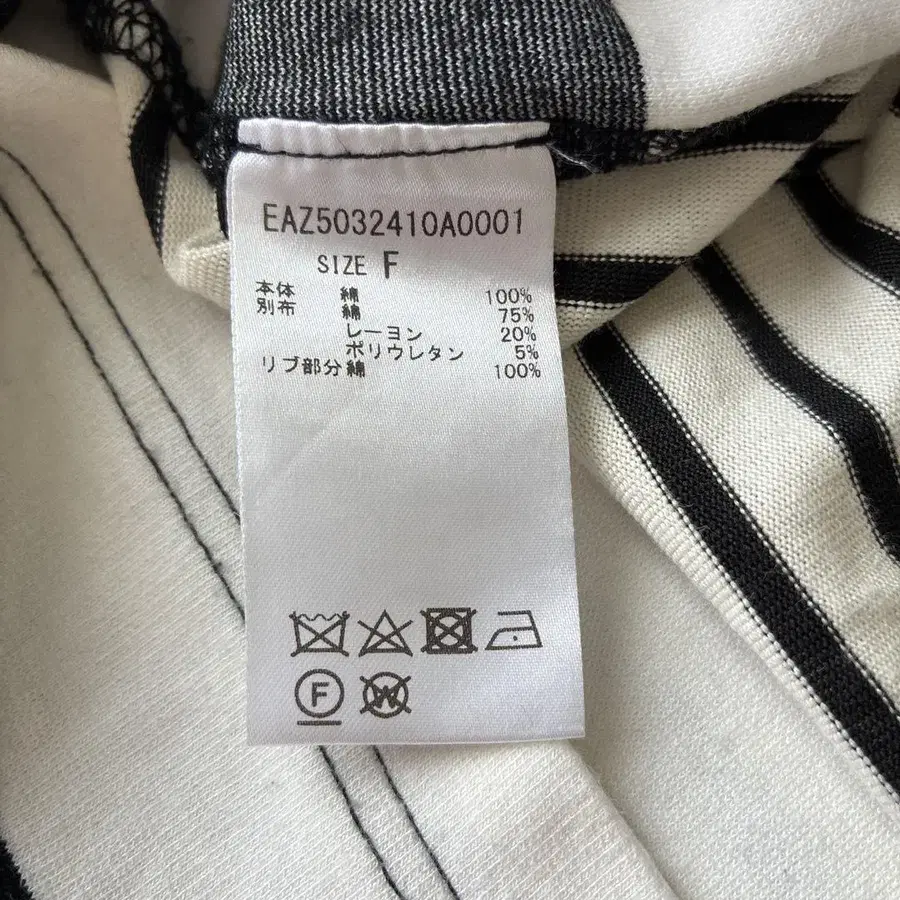 EAZ5032410A0001
SIZE F
本体 綿 100%
別布 綿 75%
レーヨン 20%
ポリウレタン 5%
リブ部分 綿 100%
F W